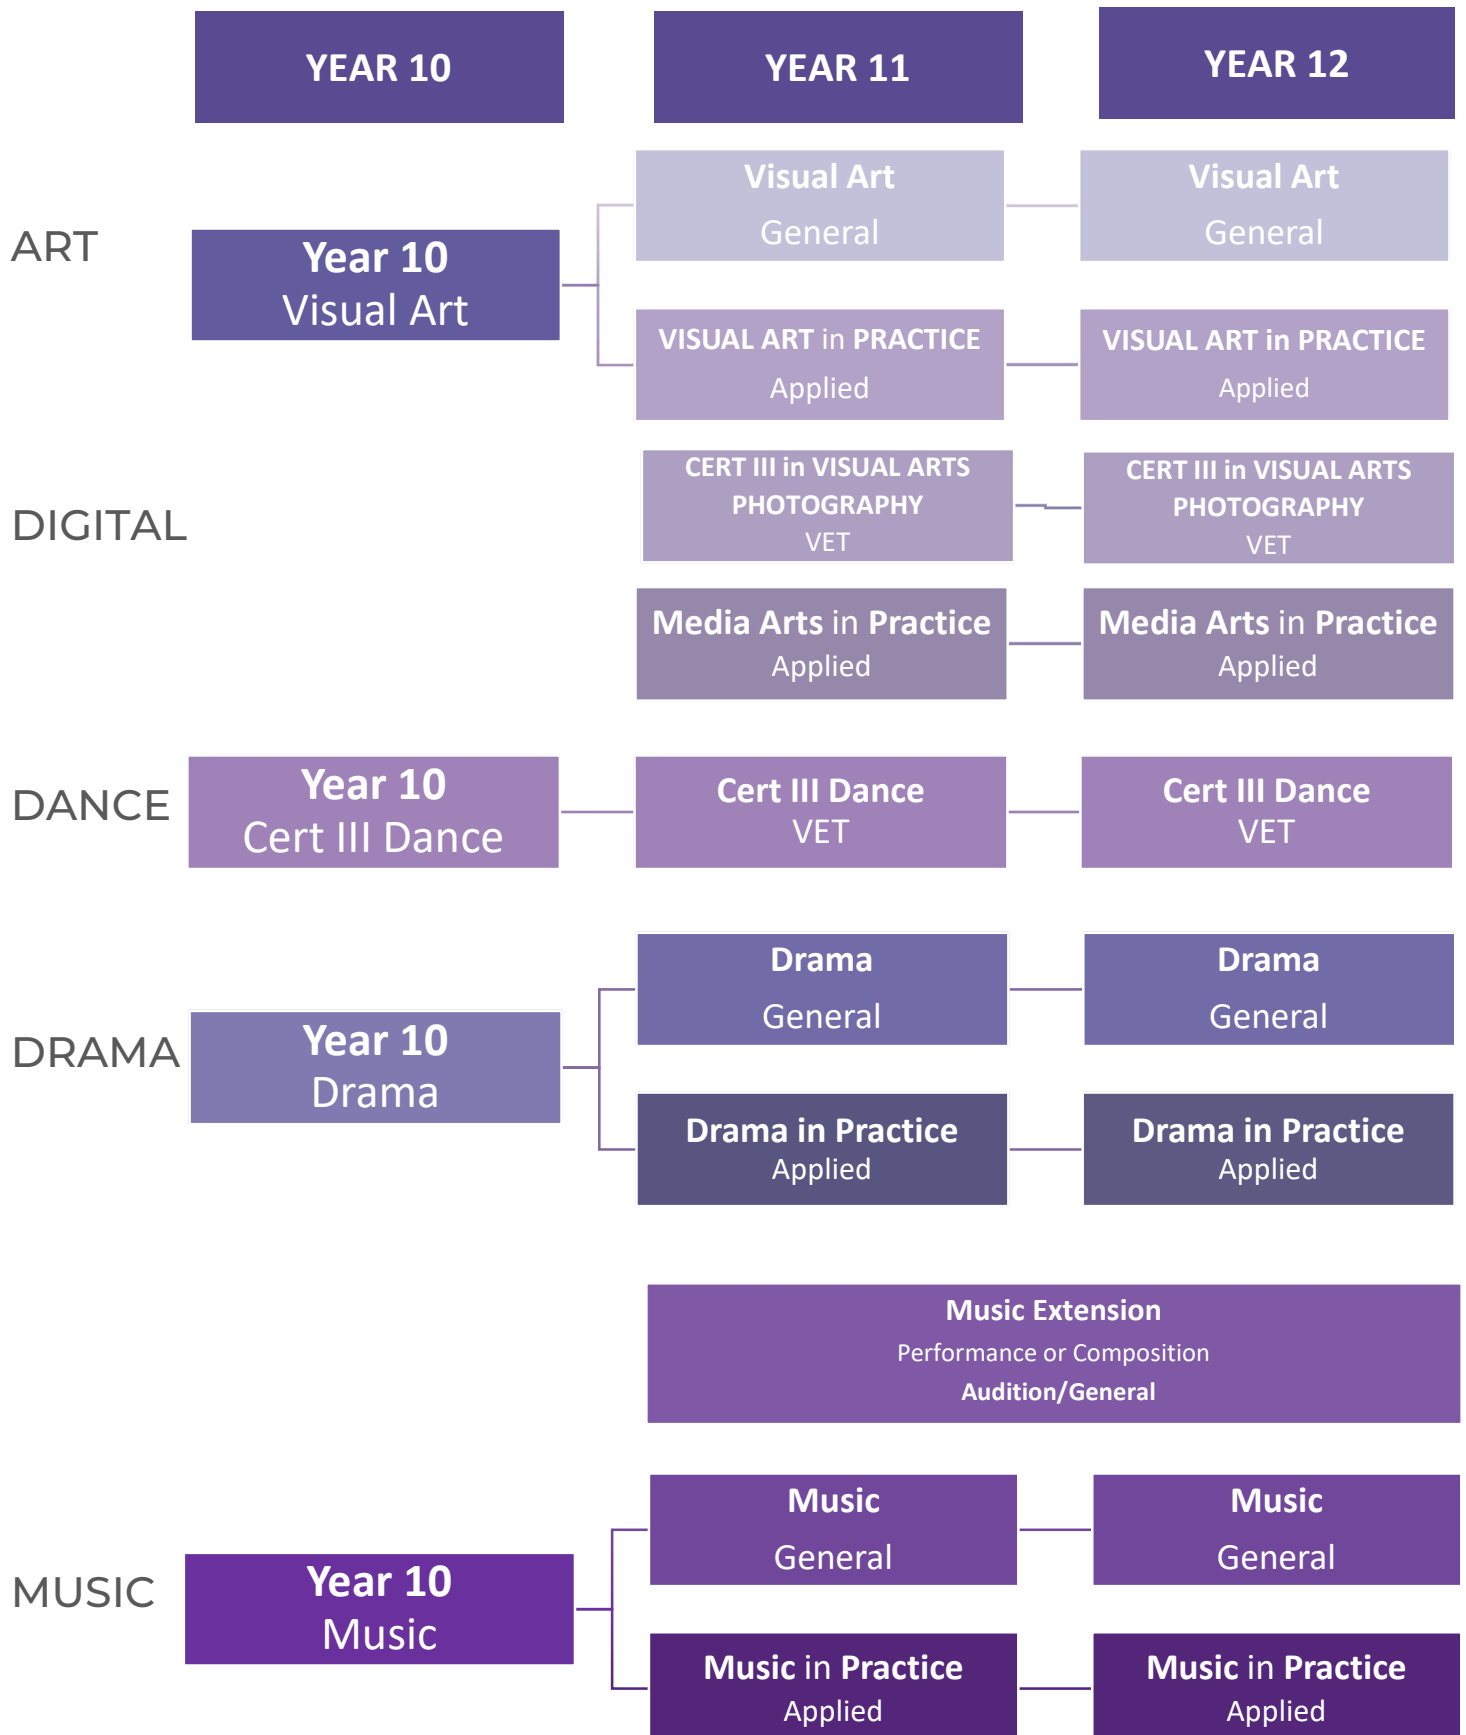 YEAR 10
YEAR 11
YEAR 12
ART
Year 10
Visual Art
Visual Art
General
Visual Art
General
VISUAL ART in PRACTICE
Applied
VISUAL ART in PRACTICE
Applied
DIGITAL
CERT III in VISUAL ARTS
PHOTOGRAPHY
VET
CERT III in VISUAL ARTS
PHOTOGRAPHY
VET
Media Arts in Practice
Applied
Media Arts in Practice
Applied
DANCE
Year 10
Cert III Dance
Cert III Dance
VET
Cert III Dance
VET
DRAMA
Year 10
Drama
Drama
General
Drama
General
Drama in Practice
Applied
Drama in Practice
Applied
Music Extension
Performance or Composition
Audition/General
MUSIC
Year 10
Music
Music
General
Music
General
Music in Practice
Applied
Music in Practice
Applied